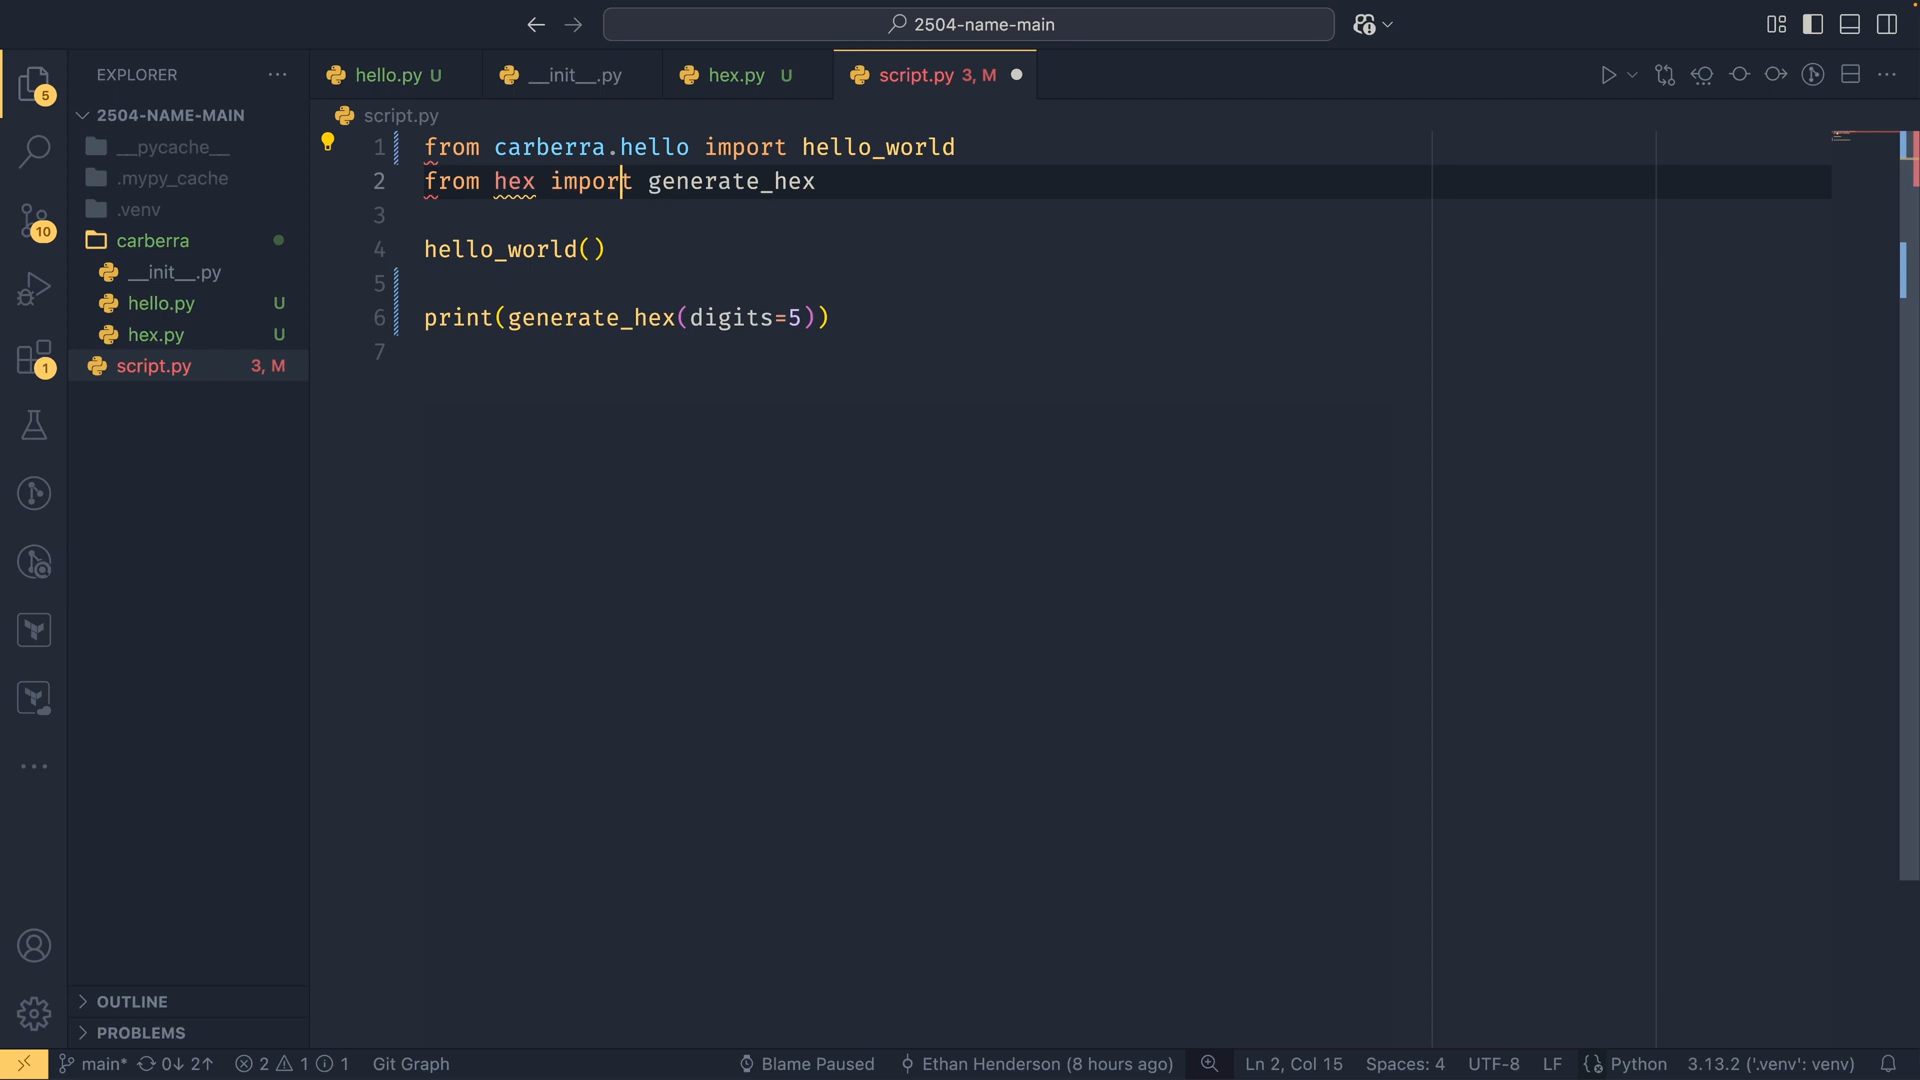 2504-name-main
EXPLORER
hello.py U
__init__.py
hex.py U
script.py 3, M
2504-NAME-MAIN
__pycache__
.mypy_cache
.venv
carberra
__init__.py
hello.py U
hex.py U
script.py 3, M
5
10
1
script.py
1 from carberra.hello import hello_world
2 from hex import generate_hex
3
4 hello_world()
5
6 print(generate_hex(digits=5))
7
OUTLINE
PROBLEMS
main* 0↓ 2↑ 2 1 1 Git Graph Blame Paused Ethan Henderson (8 hours ago) Ln 2, Col 15 Spaces: 4 UTF-8 LF Python 3.13.2 ('.venv': venv)